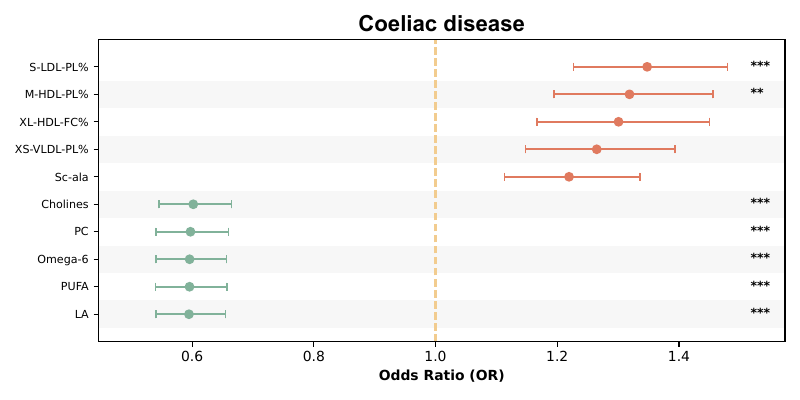 Coeliac disease
S-LDL-PL% ***
M-HDL-PL% **
XL-HDL-FC%
XS-VLDL-PL%
Sc-ala
Cholines ***
PC ***
Omega-6 ***
PUFA ***
LA ***
0.6 0.8 1.0 1.2 1.4
Odds Ratio (OR)